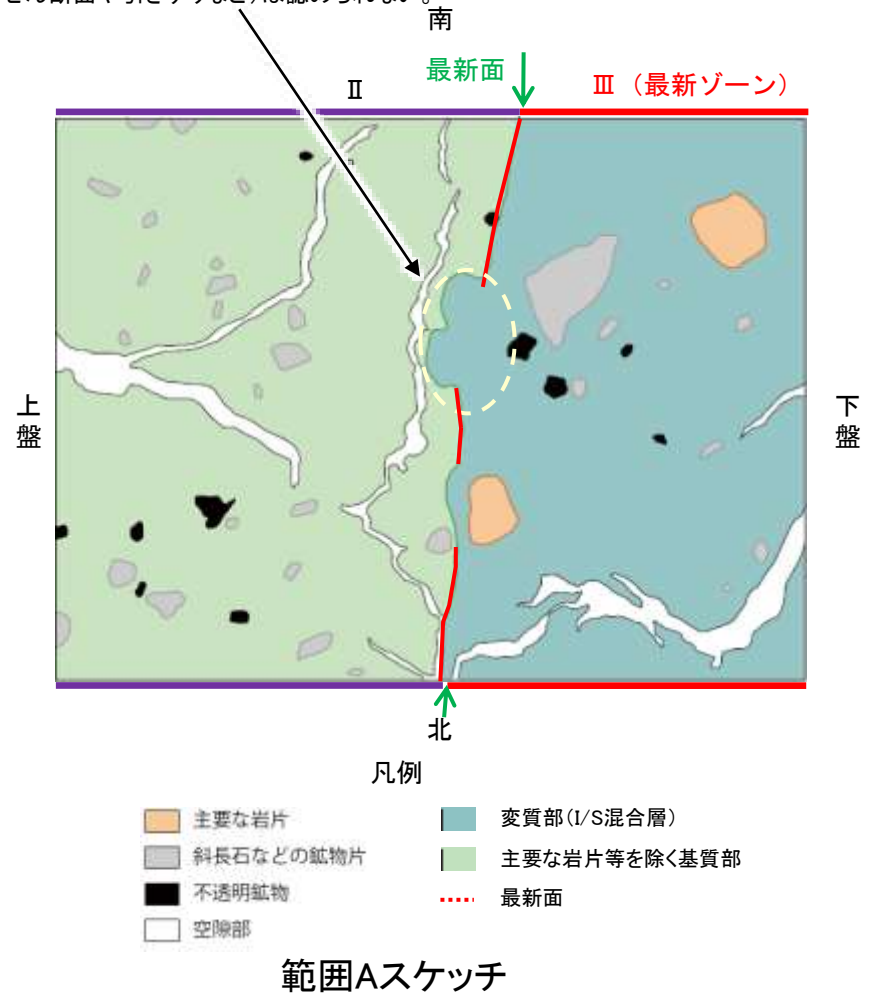 南
最新面
Ⅱ
Ⅲ（最新ゾーン）
上盤
下盤
北
凡例
主要な岩片
斜長石などの鉱物片
不透明鉱物
空隙部
変質部(I/S混合層)
主要な岩片等を除く基質部
最新面
範囲Aスケッチ